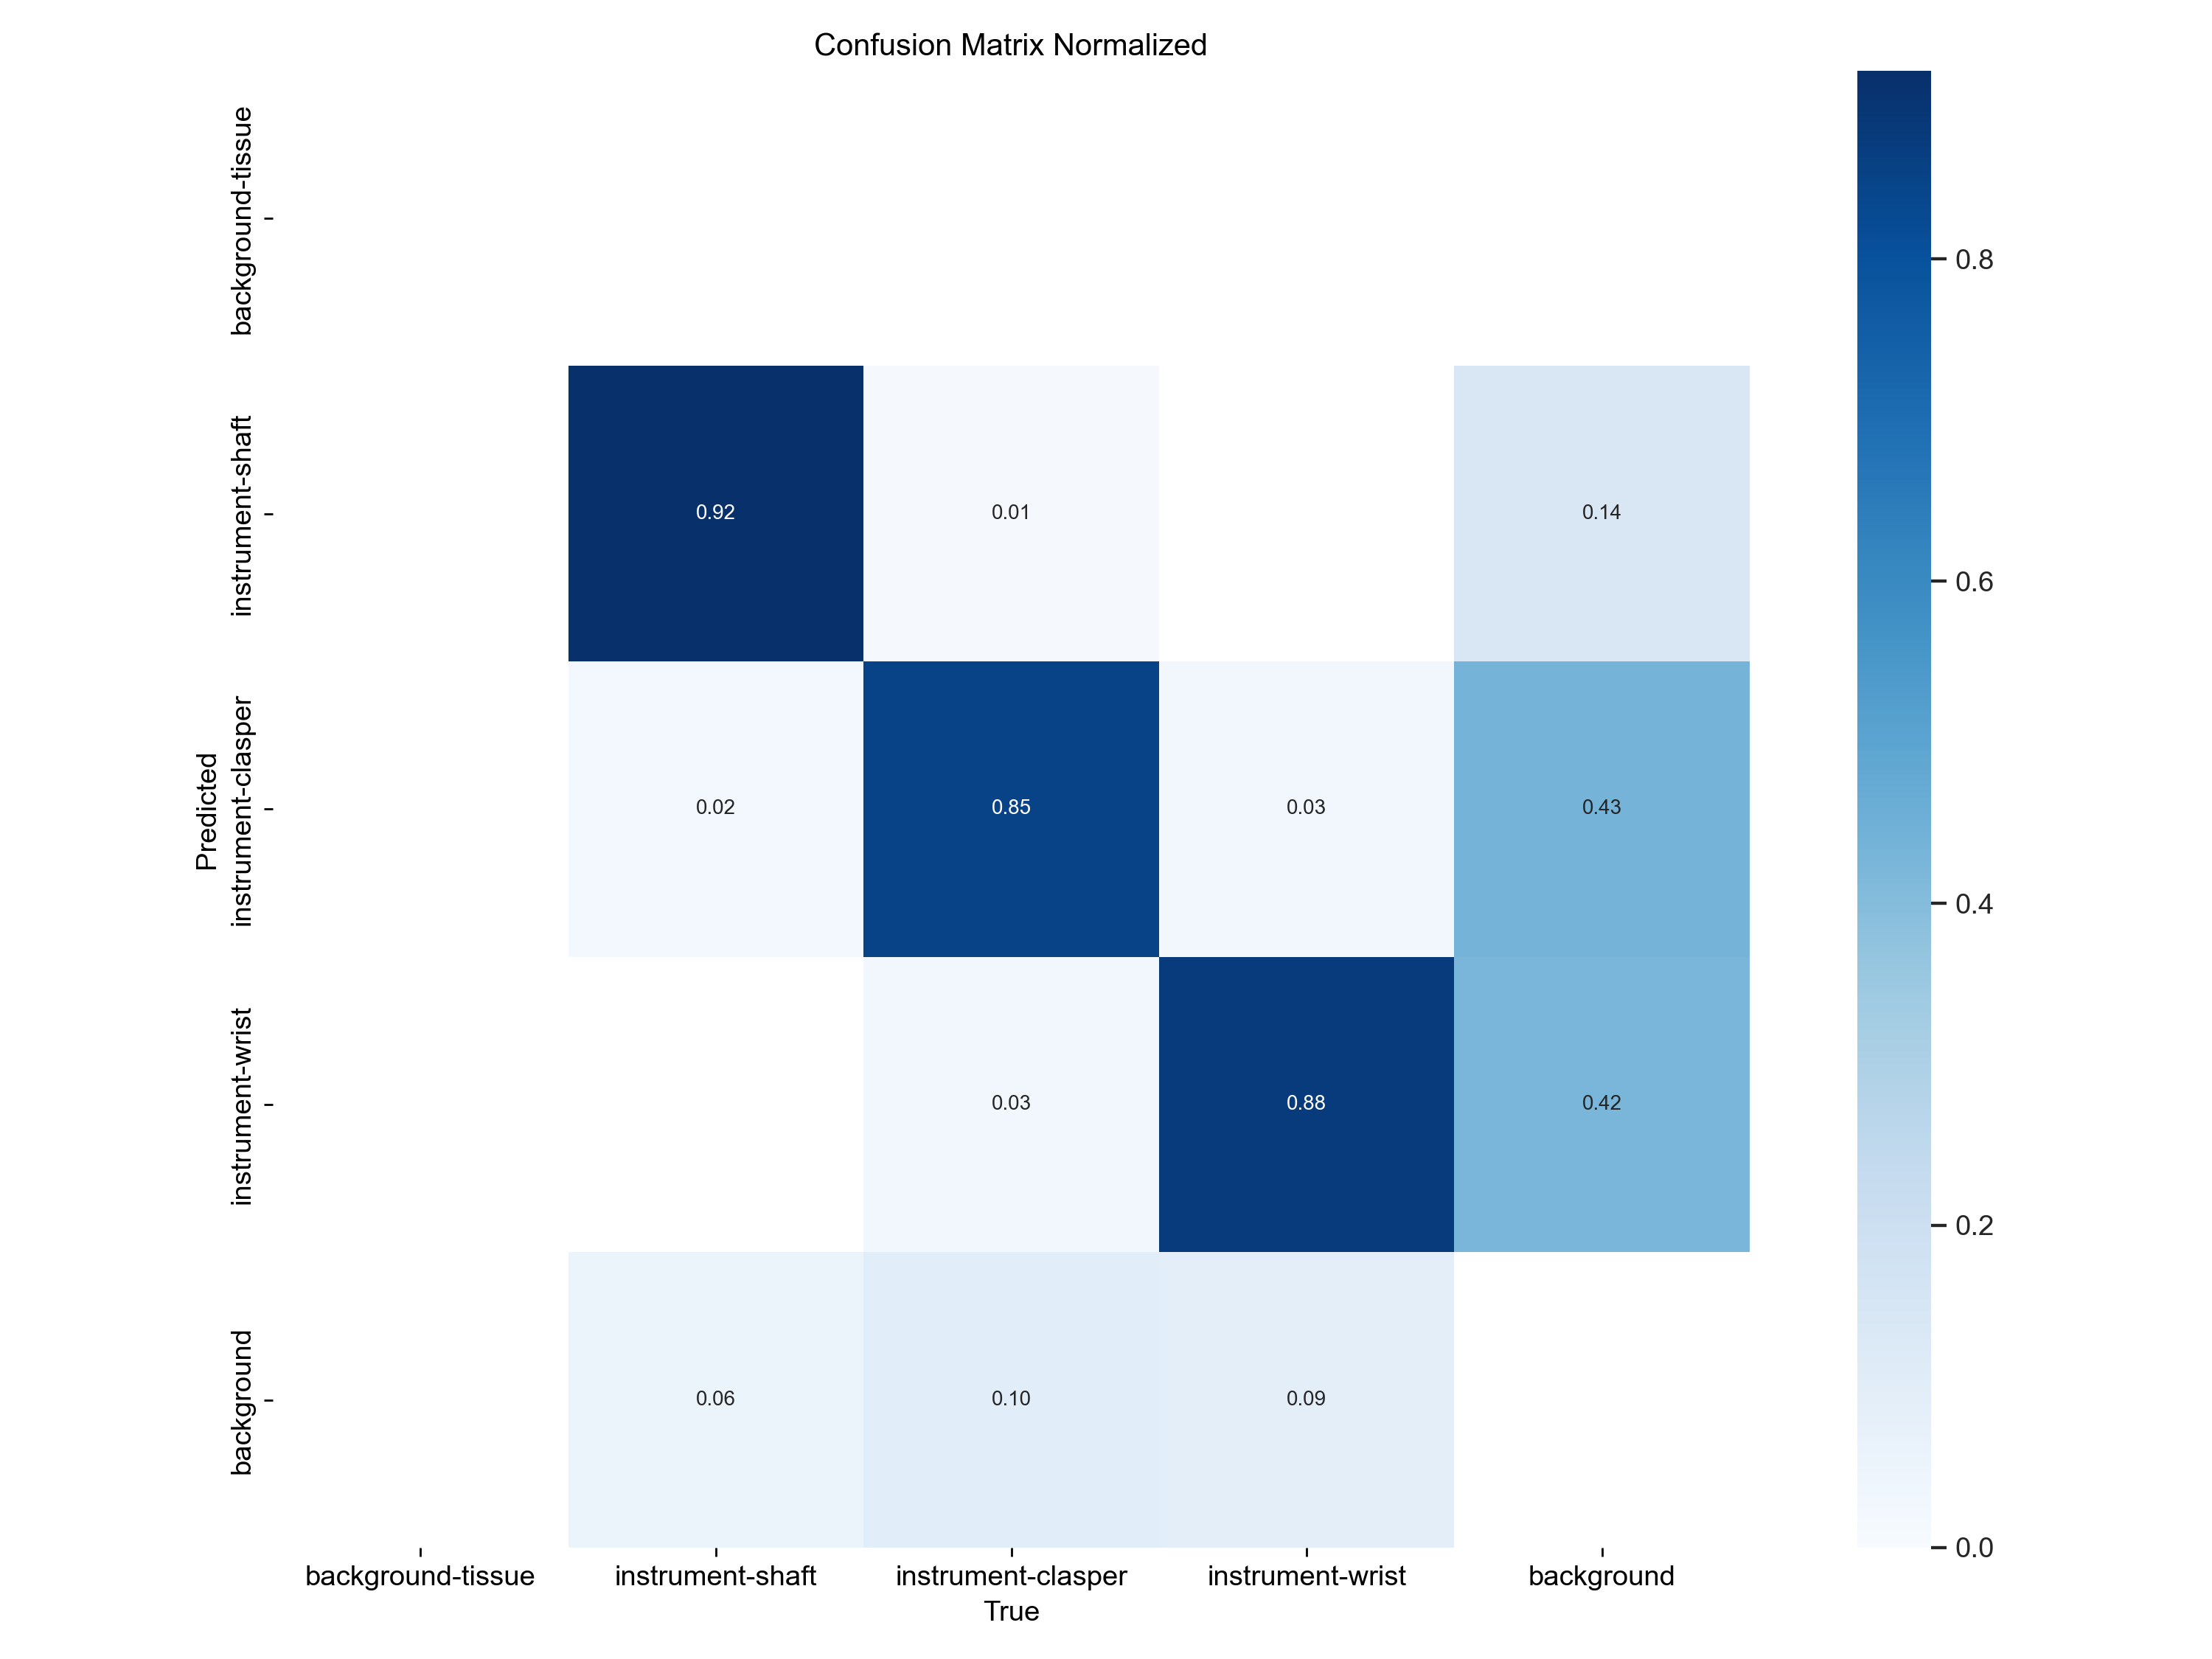 Confusion Matrix Normalized
background-tissue
instrument-shaft
0.92
0.01
0.14
Predicted
instrument-clasper
0.02
0.85
0.03
0.43
instrument-wrist
0.03
0.88
0.42
background
0.06
0.10
0.09
background-tissue
instrument-shaft
instrument-clasper
instrument-wrist
background
True
0.8
0.6
0.4
0.2
0.0